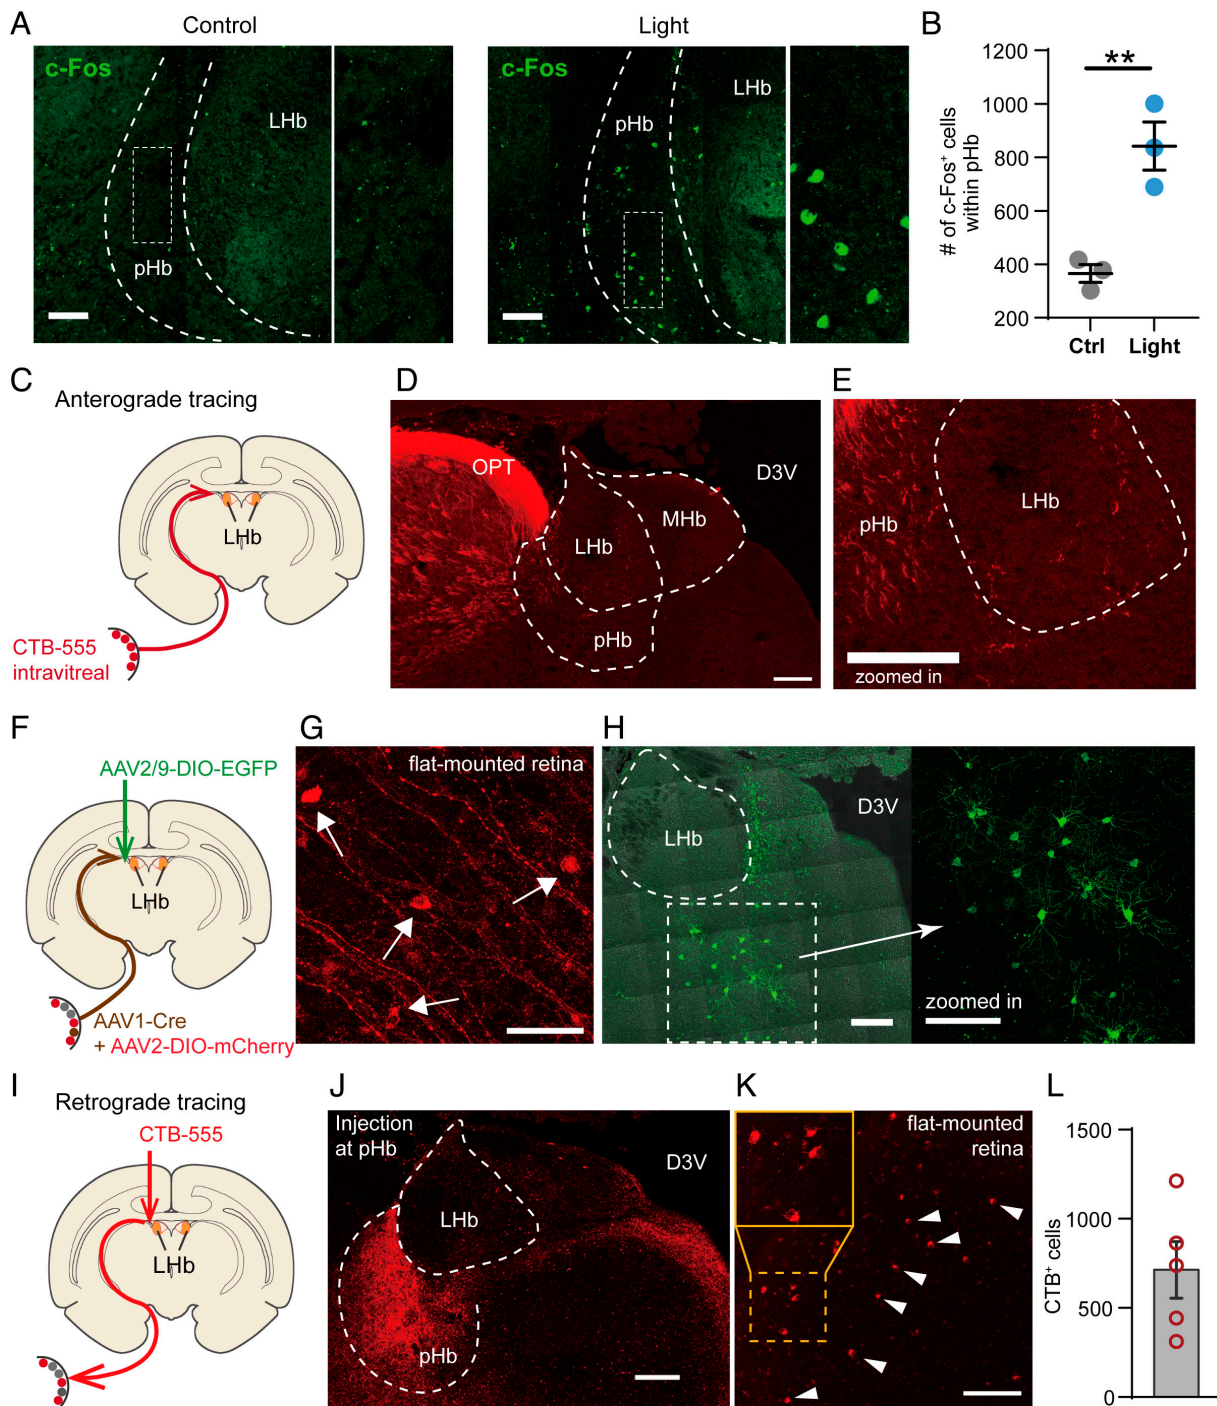 A
Control
Light
c-Fos
LHb
pHb
c-Fos
pHb
LHb
B
# of c-Fos⁺ cells
within pHb
1200
1000
800
600
400
200
**
Ctrl
Light
C
Anterograde tracing
LHb
CTB-555
intravitreal
D
OPT
D3V
MHb
LHb
pHb
E
pHb
LHb
zoomed in
F
AAV2/9-DIO-EGFP
LHb
AAV1-Cre
+ AAV2-DIO-mCherry
G
flat-mounted retina
H
D3V
LHb
zoomed in
I
Retrograde tracing
CTB-555
LHb
J
Injection
at pHb
D3V
LHb
pHb
K
flat-mounted
retina
L
CTB⁺ cells
1500
1000
500
0